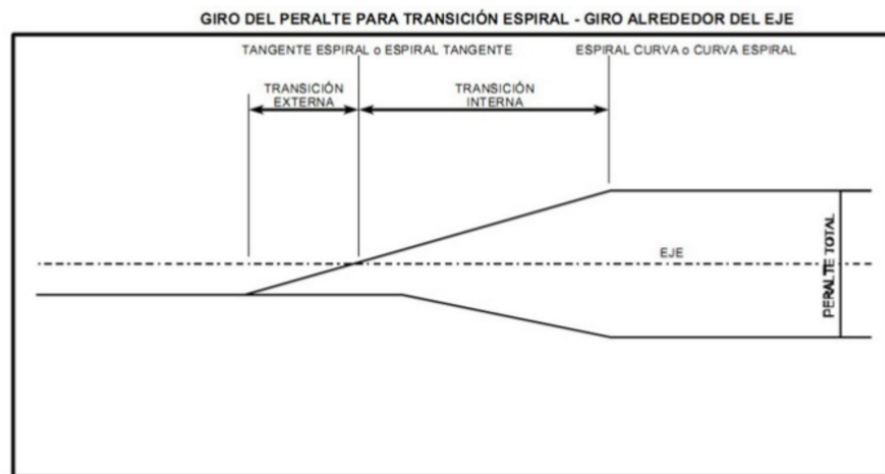 GIRO DEL PERALTE PARA TRANSICIÓN ESPIRAL - GIRO ALREDEDOR DEL EJE
TANGENTE ESPIRAL o ESPIRAL TANGENTE
ESPIRAL CURVA o CURVA ESPIRAL
TRANSICIÓN
EXTERNA
TRANSICIÓN
INTERNA
EJE
PERALTE TOTAL